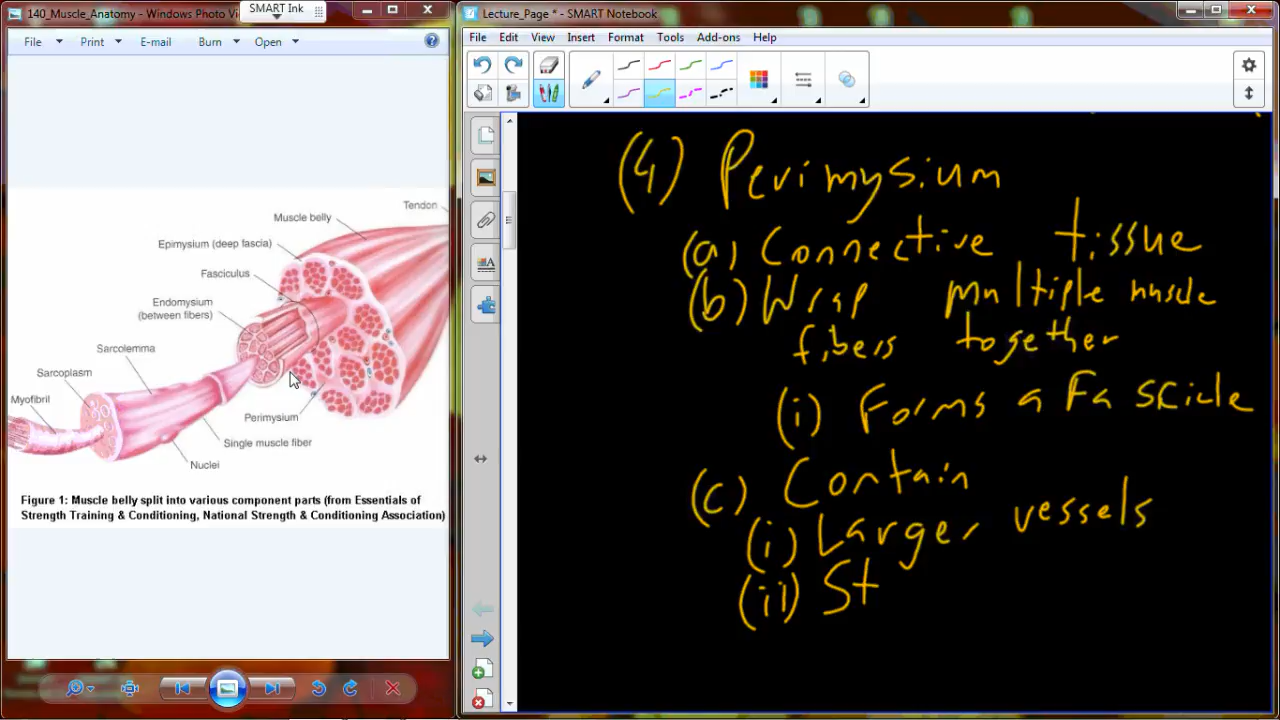 140_Muscle_Anatomy - Windows Photo Vi
SMART Ink
File Print E-mail Burn Open
Tendon
Muscle belly
Epimysium (deep fascia)
Fasciculus
Endomysium
(between fibers)
Sarcolemma
Sarcoplasm
Myofibril
Perimysium
Single muscle fiber
Nuclei
Figure 1: Muscle belly split into various component parts (from Essentials of
Strength Training & Conditioning, National Strength & Conditioning Association)
Lecture_Page * - SMART Notebook
File Edit View Insert Format Tools Add-ons Help
(4) Perimysium
(a) Connective tissue
(b) Wrap multiple muscle
fibers together
(i) Forms a Fascicle
(c) Contain
(i) Larger vessels
(ii) St